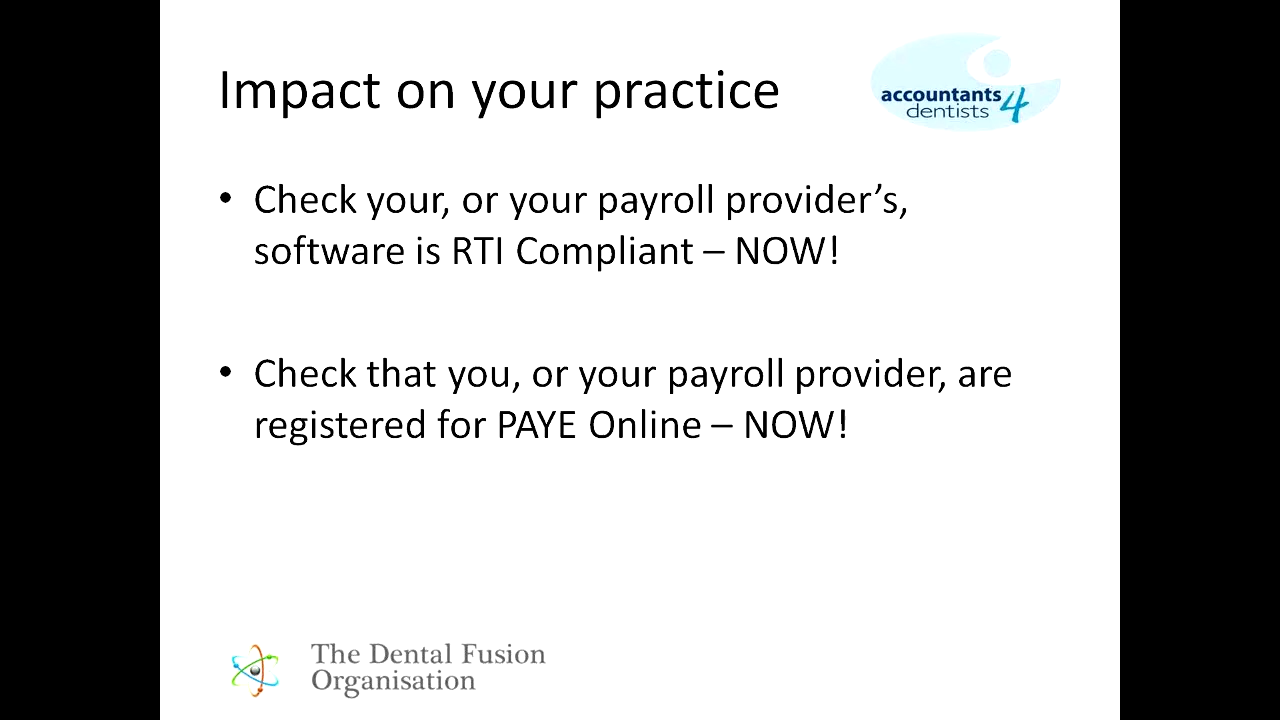 Impact on your practice
accountants 4
dentists
• Check your, or your payroll provider’s,
software is RTI Compliant – NOW!
• Check that you, or your payroll provider, are
registered for PAYE Online – NOW!
The Dental Fusion
Organisation